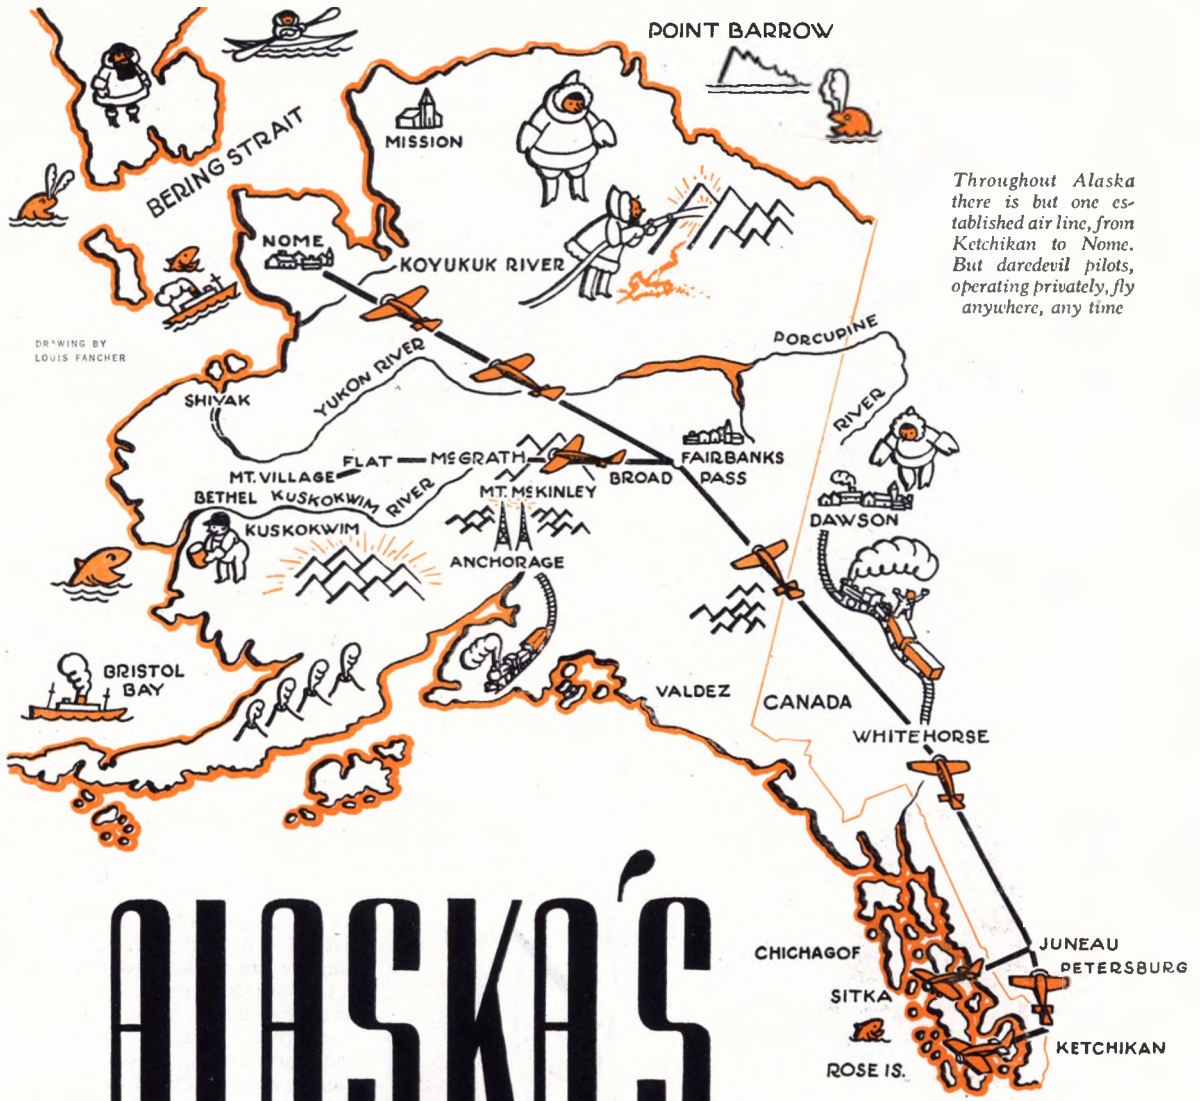 POINT BARROW
BERING STRAIT
MISSION
Throughout Alaska
there is but one es-
tablished air line, from
Ketchikan to Nome.
But daredevil pilots,
operating privately, fly
anywhere, any time
NOME
KOYUKUK RIVER
DRAWING BY
LOUIS FANCHER
PORCUPINE
RIVER
YUKON RIVER
SHIVAK
FAIRBANKS
FLAT
McGRATH
MT. VILLAGE
BROAD PASS
BETHEL KUSKOKWIM RIVER
MT. McKINLEY
DAWSON
KUSKOKWIM
ANCHORAGE
BRISTOL
BAY
VALDEZ
CANADA
WHITEHORSE
ALASKA'S
CHICHAGOF
JUNEAU
PETERSBURG
SITKA
KETCHIKAN
ROSE IS.